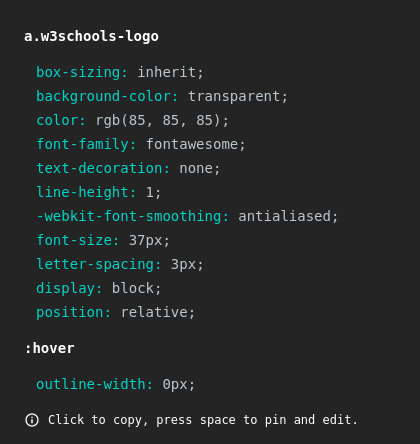 a.w3schools-logo
box-sizing: inherit;
background-color: transparent;
color: rgb(85, 85, 85);
font-family: fontawesome;
text-decoration: none;
line-height: 1;
-webkit-font-smoothing: antialiased;
font-size: 37px;
letter-spacing: 3px;
display: block;
position: relative;
:hover
outline-width: 0px;
Click to copy, press space to pin and edit.